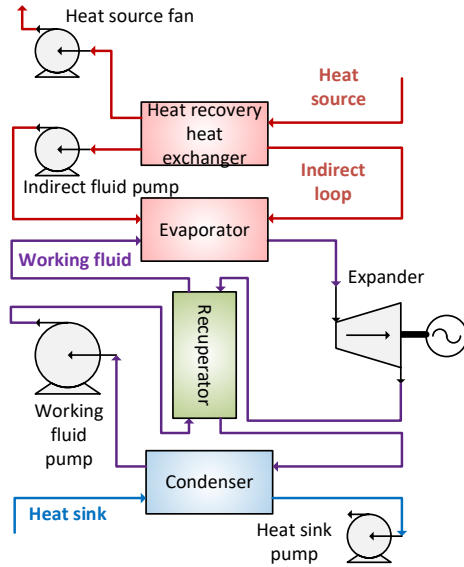 Heat source fan
Heat
source
Heat recovery
heat
exchanger
Indirect fluid pump
Indirect
loop
Evaporator
Working fluid
Expander
Recuperator
Working
fluid
pump
Condenser
Heat sink
Heat sink
pump